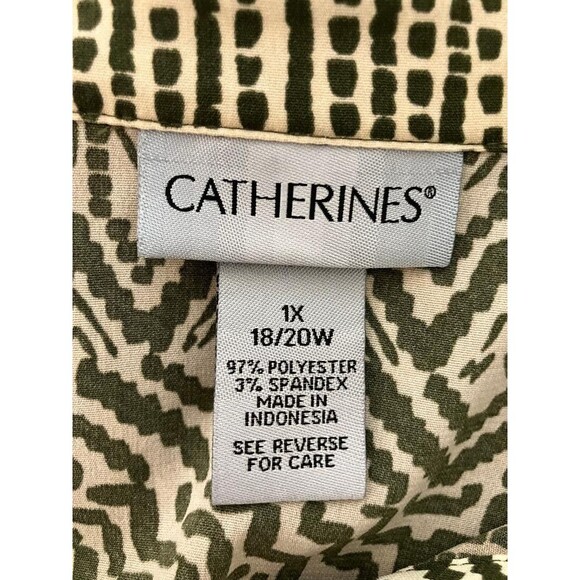 CATHERINES®
1X
18/20W
97% POLYESTER
3% SPANDEX
MADE IN
INDONESIA
SEE REVERSE
FOR CARE